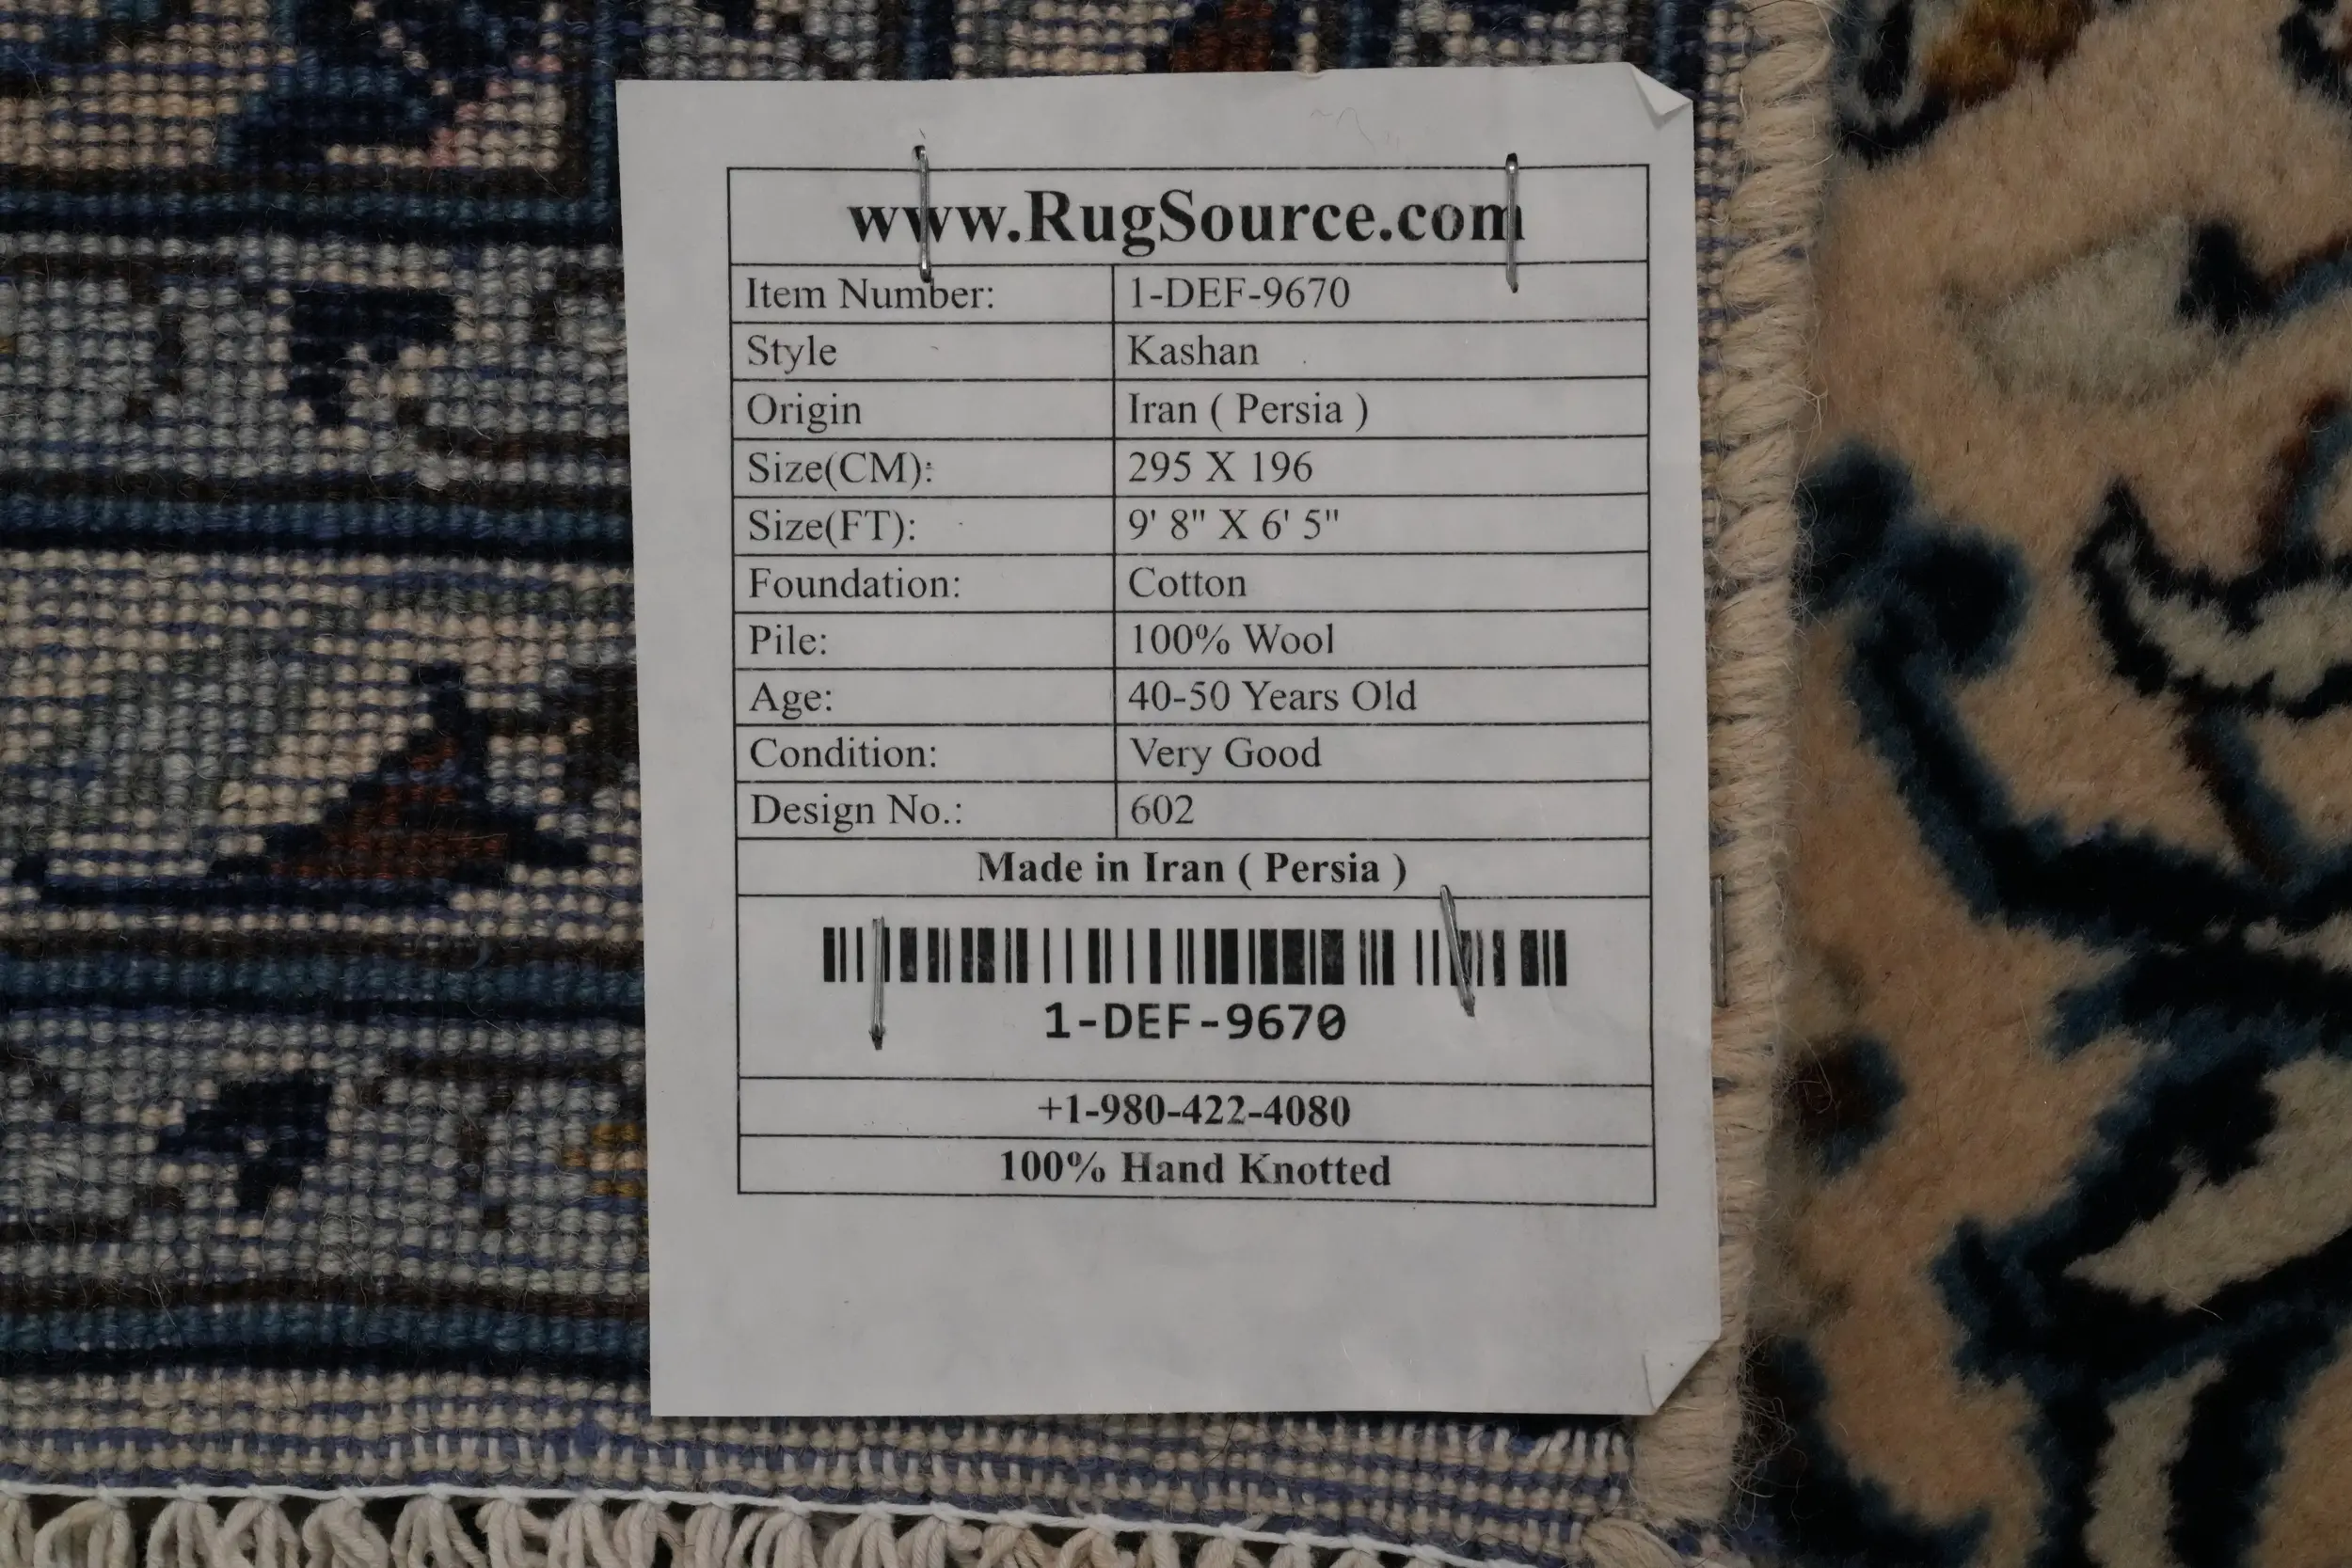 www.RugSource.com
Item Number: 1-DEF-9670
Style Kashan
Origin Iran ( Persia )
Size(CM): 295 X 196
Size(FT): 9' 8" X 6' 5"
Foundation: Cotton
Pile: 100% Wool
Age: 40-50 Years Old
Condition: Very Good
Design No.: 602
Made in Iran ( Persia )
1-DEF-9670
+1-980-422-4080
100% Hand Knotted